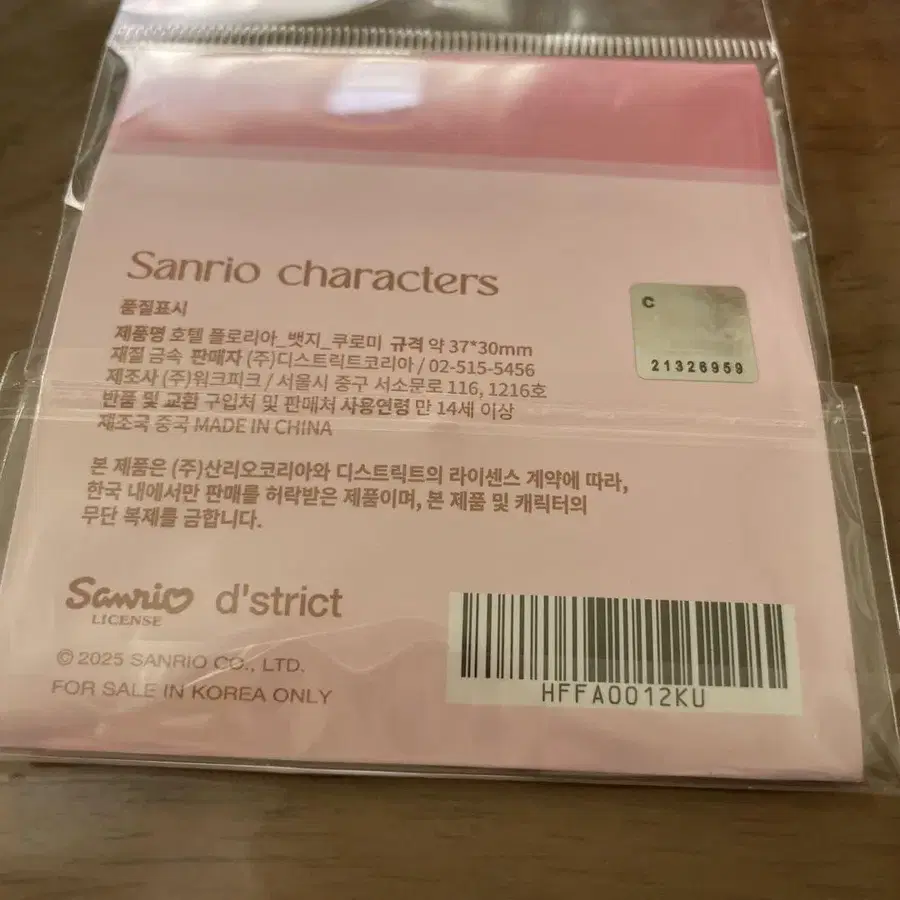 Sanrio characters
품질표시
제품명 호텔 플로리아_뱃지_쿠로미 규격 약 37*30mm
재질 금속 판매자 (주)디스트릭트코리아 / 02-515-5456
제조사 (주)워크피크 / 서울시 중구 서소문로 116, 1216호
반품 및 교환 구입처 및 판매처 사용연령 만 14세 이상
제조국 중국 MADE IN CHINA
C
21326959
본 제품은 (주)산리오코리아와 디스트릭트의 라이센스 계약에 따라,
한국 내에서만 판매를 허락받은 제품이며, 본 제품 및 캐릭터의
무단 복제를 금합니다.
Sanrio d'strict
LICENSE
© 2025 SANRIO CO., LTD.
FOR SALE IN KOREA ONLY
HFFA0012KU